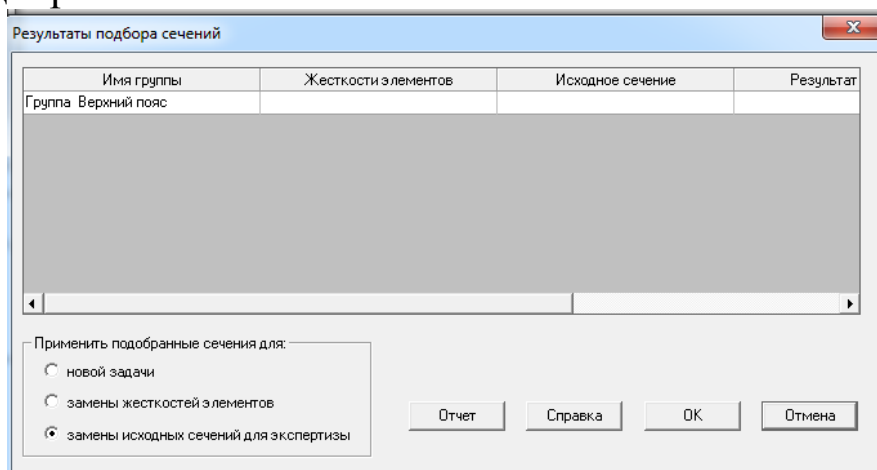 Результаты подбора сечений
Имя группы Жесткости элементов Исходное сечение Результат
Группа Верхний пояс
Применить подобранные сечения для:
новой задачи
замены жесткостей элементов
замены исходных сечений для экспертизы
Отчет Справка OK Отмена